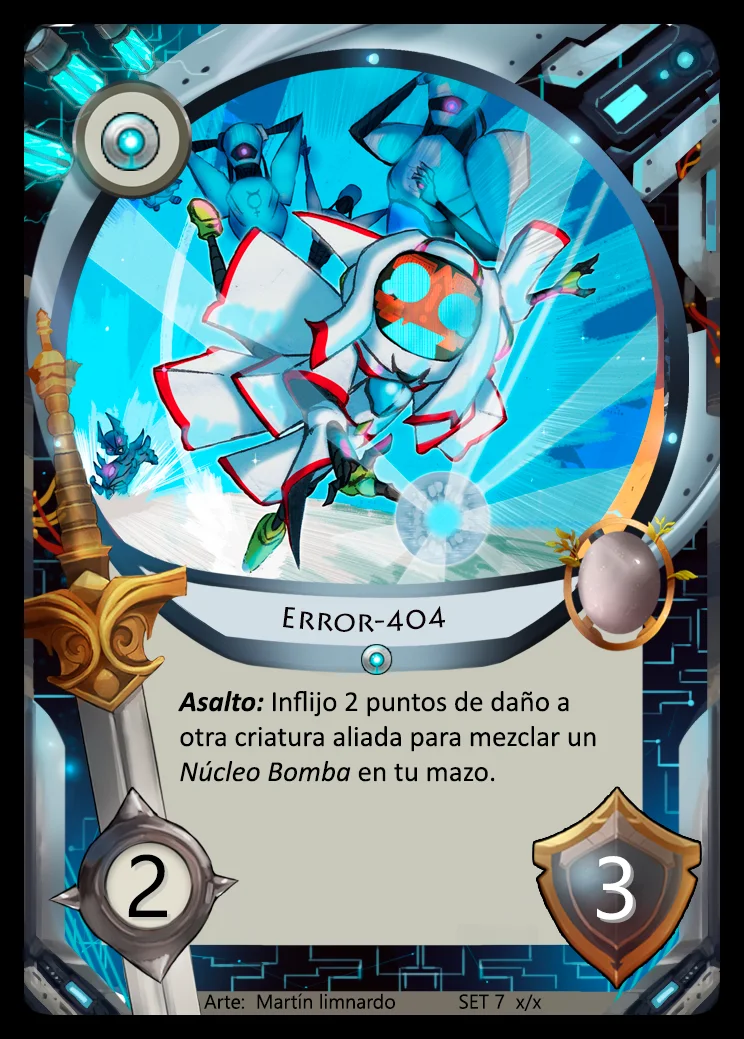 Error-404
Asalto: Inflijo 2 puntos de daño a
otra criatura aliada para mezclar un
Núcleo Bomba en tu mazo.
2
3
Arte: Martín limnardo SET 7 x/x